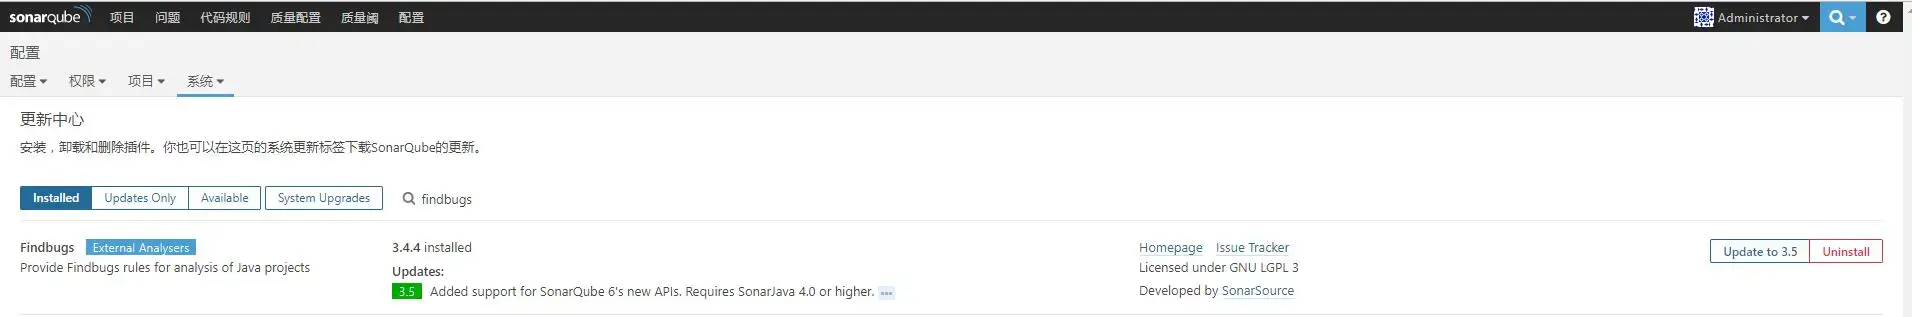 sonarqube 项目 问题 代码规则 质量配置 质量阈 配置 Administrator ?
配置
配置 权限 项目 系统
更新中心
安装，卸载和删除插件。你也可以在这页的系统更新标签下载SonarQube的更新。
Installed Updates Only Available System Upgrades findbugs
Findbugs External Analysers 3.4.4 installed Homepage Issue Tracker Update to 3.5 Uninstall
Provide Findbugs rules for analysis of Java projects Licensed under GNU LGPL 3
Updates:
3.5 Added support for SonarQube 6's new APIs. Requires SonarJava 4.0 or higher. ... Developed by SonarSource